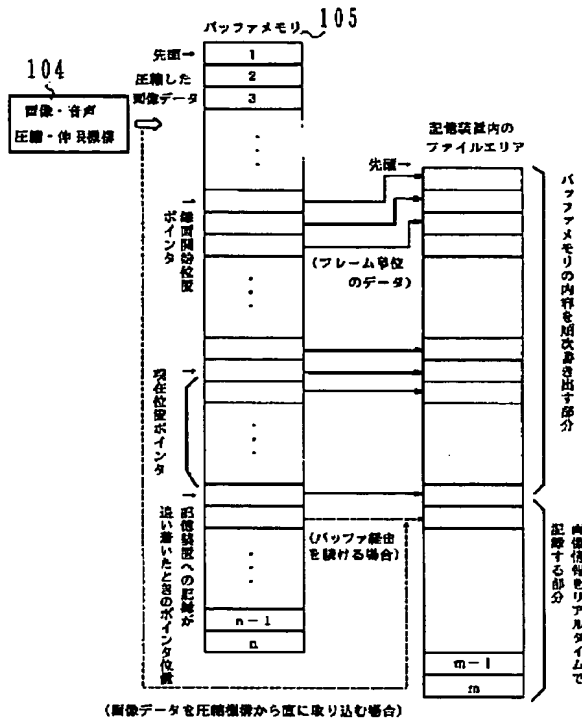 バッファメモリ
105
先頭→
1
圧縮した
2
画像データ
3
104
画像・音声
圧縮・伸長機構
記憶装置内の
ファイルエリア
先頭→
録画開始位置
ポインタ
(フレーム単位
のデータ)
バッファメモリの内容を順次書き出す部分
現在位置ポインタ
記憶装置への記録が
追い着いたときのポインタ位置
(バッファ経由
を続ける場合)
画像情報をリアルタイムで
記録する部分
n-1
n
m-1
m
(画像データを圧縮機構から直に取り込む場合)